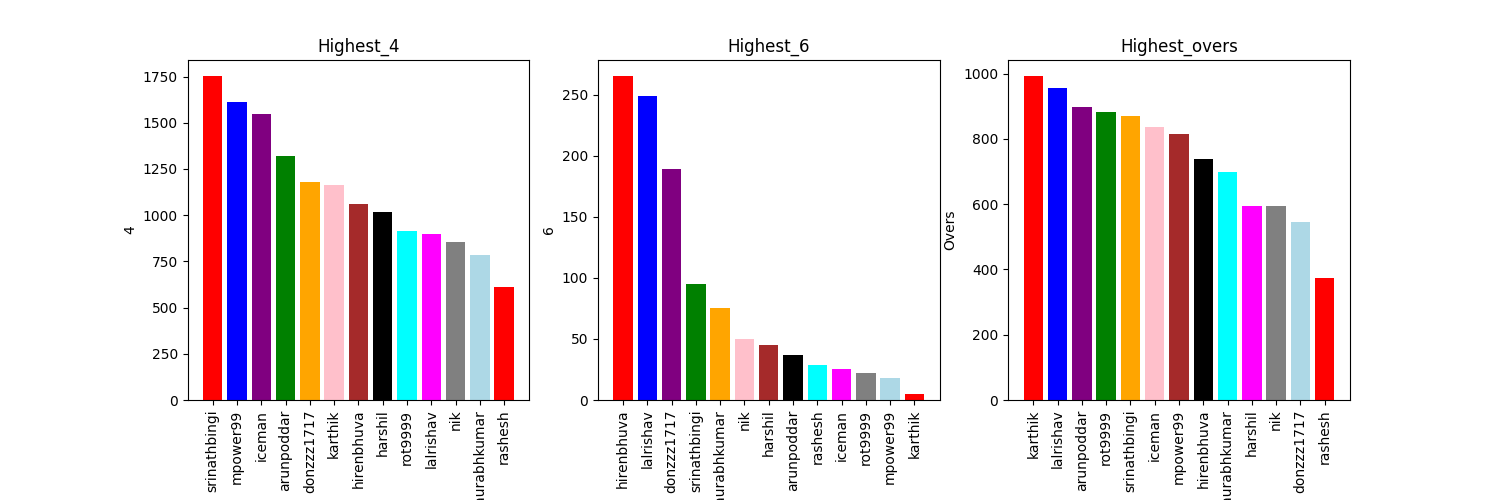 Highest_4
4
1750
1500
1250
1000
750
500
250
0
srinathbingi
mpower99
iceman
arunpoddar
donzzz1717
karthik
hirenbhuva
harshil
rot9999
lalrishav
nik
urabhkumar
rashesh
Highest_6
6
250
200
150
100
50
0
hirenbhuva
lalrishav
donzzz1717
srinathbingi
urabhkumar
nik
harshil
arunpoddar
rashesh
iceman
rot9999
mpower99
karthik
Highest_overs
Overs
1000
800
600
400
200
0
karthik
lalrishav
arunpoddar
rot9999
srinathbingi
iceman
mpower99
hirenbhuva
urabhkumar
harshil
nik
donzzz1717
rashesh